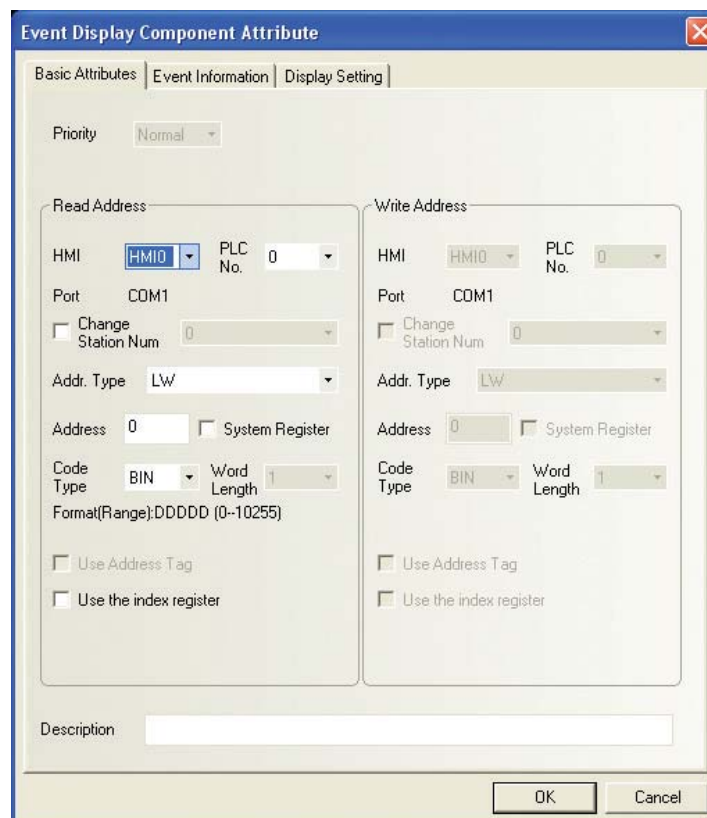 Event Display Component Attribute
Basic Attributes Event Information Display Setting
Priority Normal
Read Address
HMI HMI0 PLC No. 0
Port COM1
Change Station Num 0
Addr. Type LW
Address 0 System Register
Code Type BIN Word Length 1
Format(Range):DDDDD (0--10255)
Use Address Tag
Use the index register
Write Address
HMI HMI0 PLC No. 0
Port COM1
Change Station Num 0
Addr. Type LW
Address 0 System Register
Code Type BIN Word Length 1
Use Address Tag
Use the index register
Description
OK Cancel